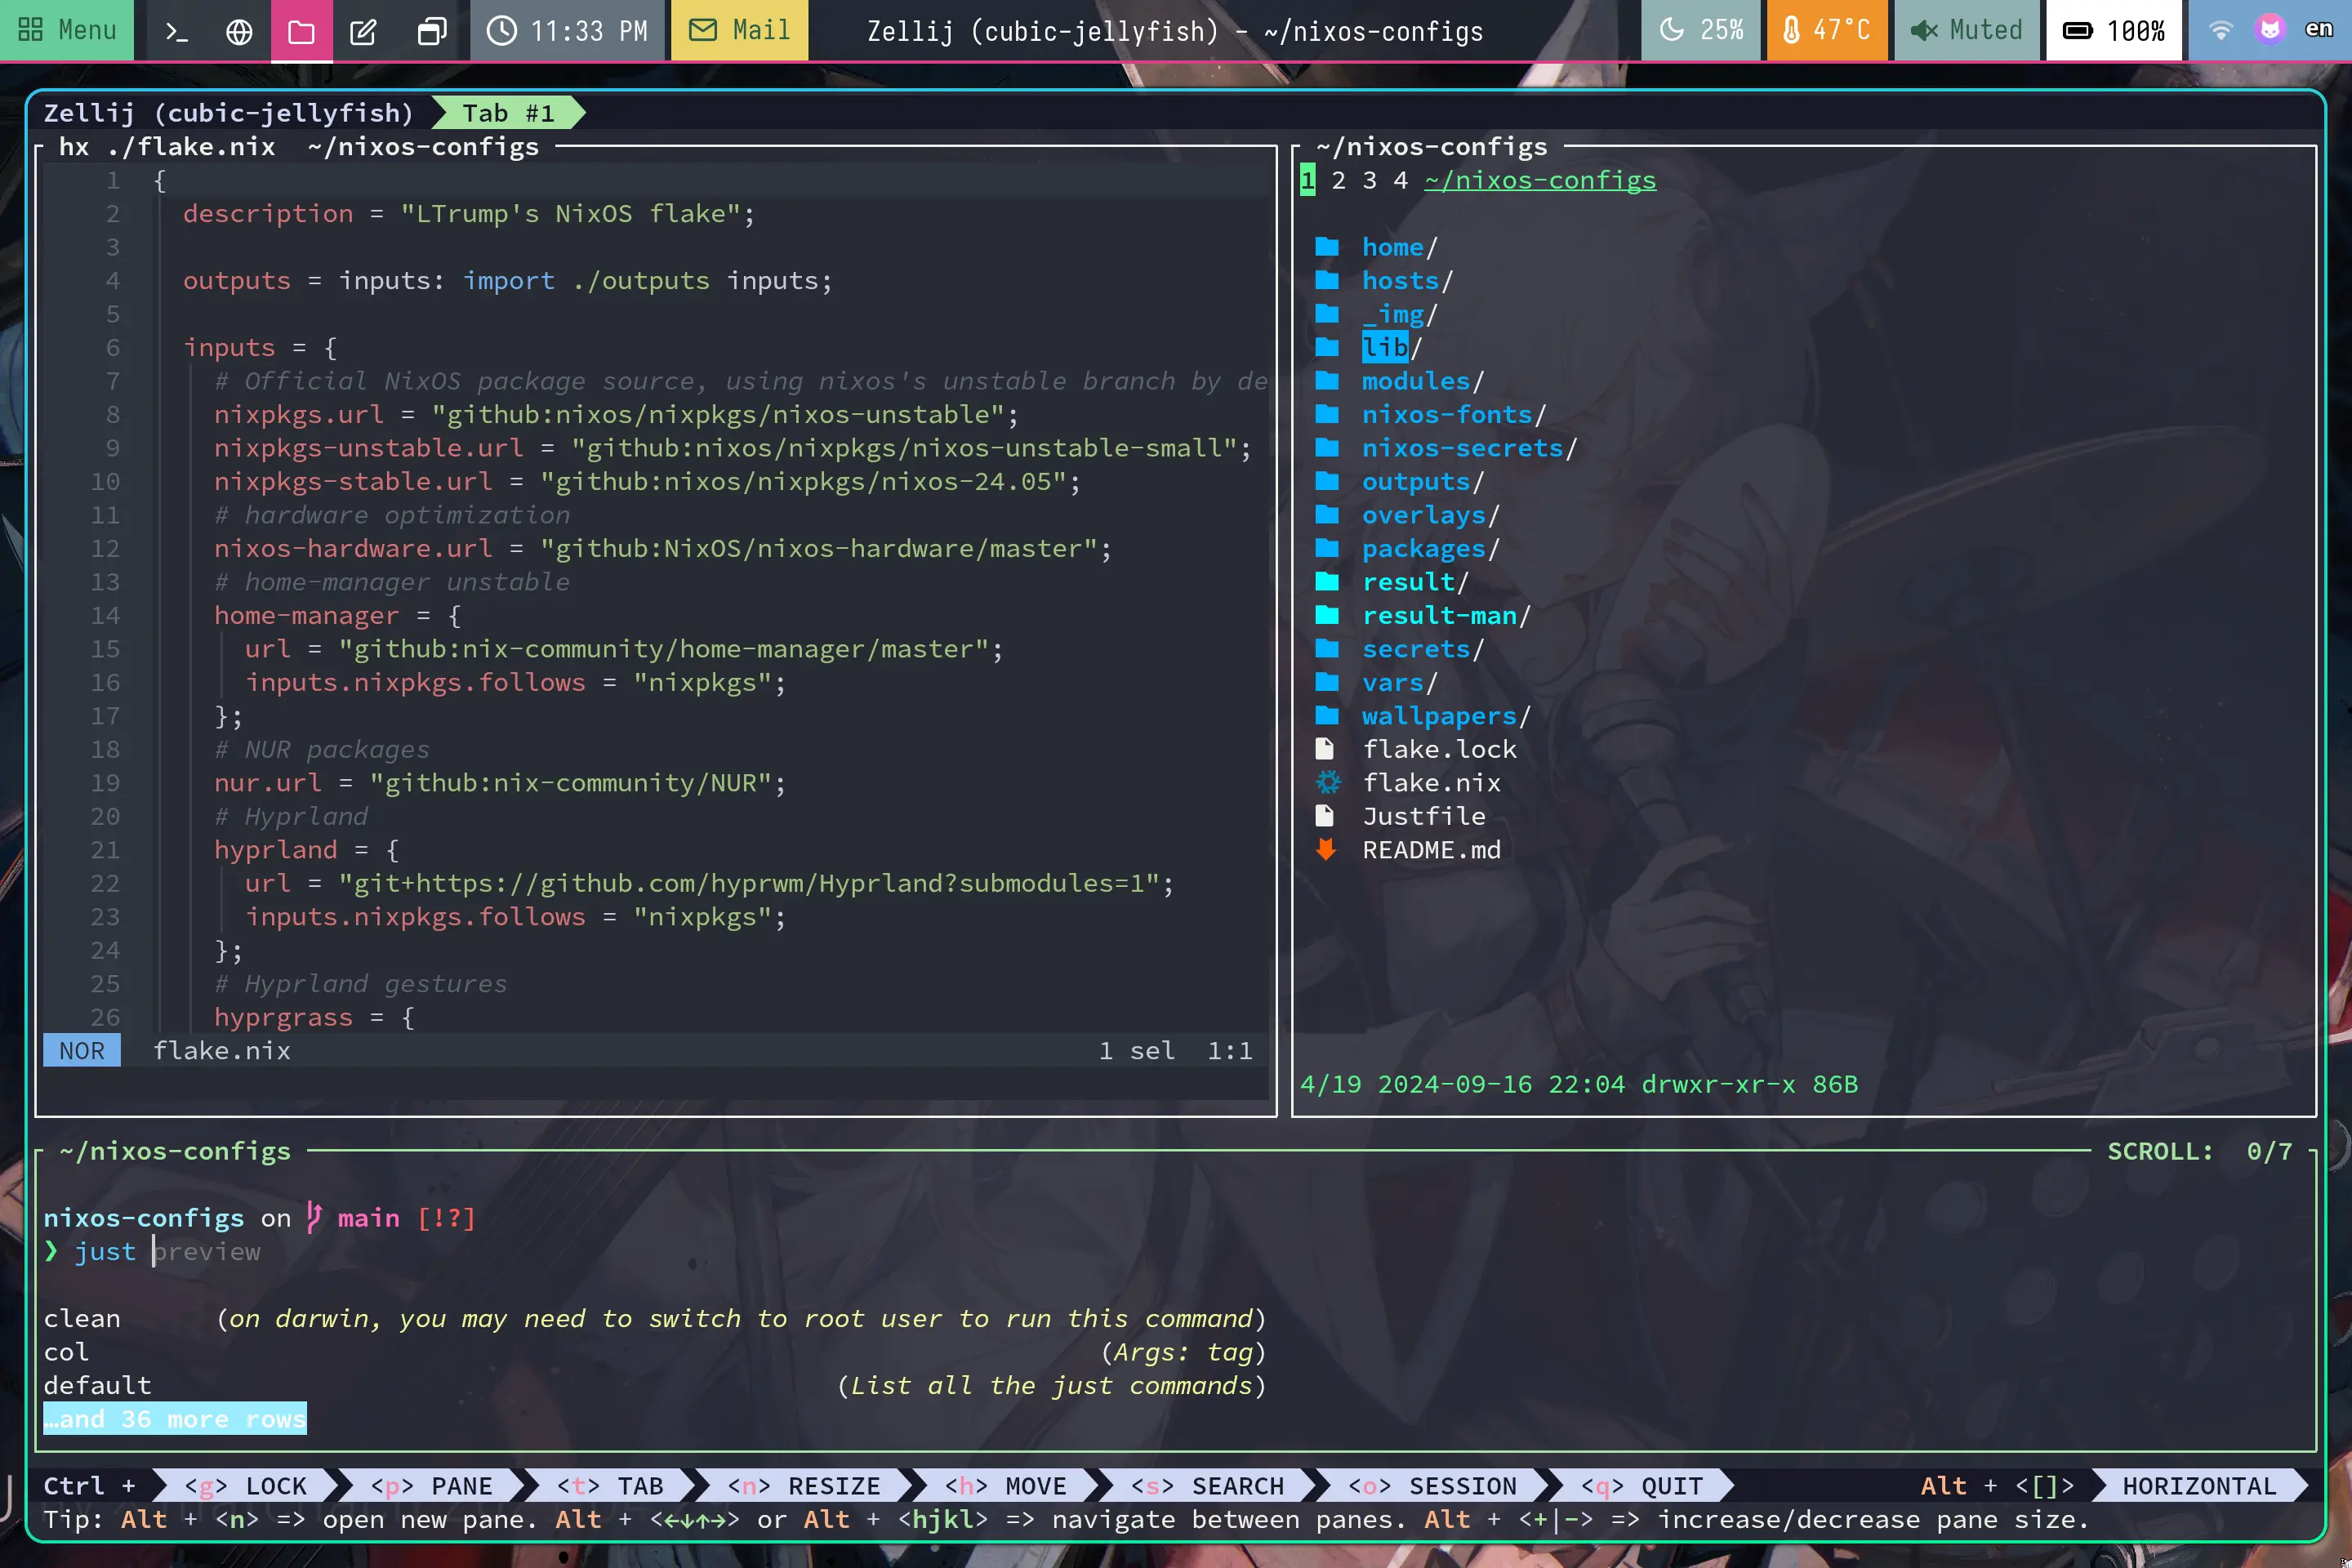 Menu 11:33 PM Mail Zellij (cubic-jellyfish) - ~/nixos-configs 25% 47°C Muted 100% en
Zellij (cubic-jellyfish) Tab #1
hx ./flake.nix ~/nixos-configs
1 {
2 description = "LTrump's NixOS flake";
3
4 outputs = inputs: import ./outputs inputs;
5
6 inputs = {
7 # Official NixOS package source, using nixos's unstable branch by de
8 nixpkgs.url = "github:nixos/nixpkgs/nixos-unstable";
9 nixpkgs-unstable.url = "github:nixos/nixpkgs/nixos-unstable-small";
10 nixpkgs-stable.url = "github:nixos/nixpkgs/nixos-24.05";
11 # hardware optimization
12 nixos-hardware.url = "github:NixOS/nixos-hardware/master";
13 # home-manager unstable
14 home-manager = {
15 url = "github:nix-community/home-manager/master";
16 inputs.nixpkgs.follows = "nixpkgs";
17 };
18 # NUR packages
19 nur.url = "github:nix-community/NUR";
20 # Hyprland
21 hyprland = {
22 url = "git+https://github.com/hyprwm/Hyprland?submodules=1";
23 inputs.nixpkgs.follows = "nixpkgs";
24 };
25 # Hyprland gestures
26 hyprgrass = {
NOR flake.nix 1 sel 1:1
~/nixos-configs
1 2 3 4 ~/nixos-configs
home/
hosts/
_img/
lib/
modules/
nixos-fonts/
nixos-secrets/
outputs/
overlays/
packages/
result/
result-man/
secrets/
vars/
wallpapers/
flake.lock
flake.nix
Justfile
README.md
4/19 2024-09-16 22:04 drwxr-xr-x 86B
~/nixos-configs SCROLL: 0/7
nixos-configs on main [!?]
❯ just preview
clean (on darwin, you may need to switch to root user to run this command)
col (Args: tag)
default (List all the just commands)
…and 36 more rows
Ctrl + <g> LOCK <p> PANE <t> TAB <n> RESIZE <h> MOVE <s> SEARCH <o> SESSION <q> QUIT Alt + <[]> HORIZONTAL
Tip: Alt + <n> => open new pane. Alt + <←↓↑→> or Alt + <hjkl> => navigate between panes. Alt + <+|-> => increase/decrease pane size.